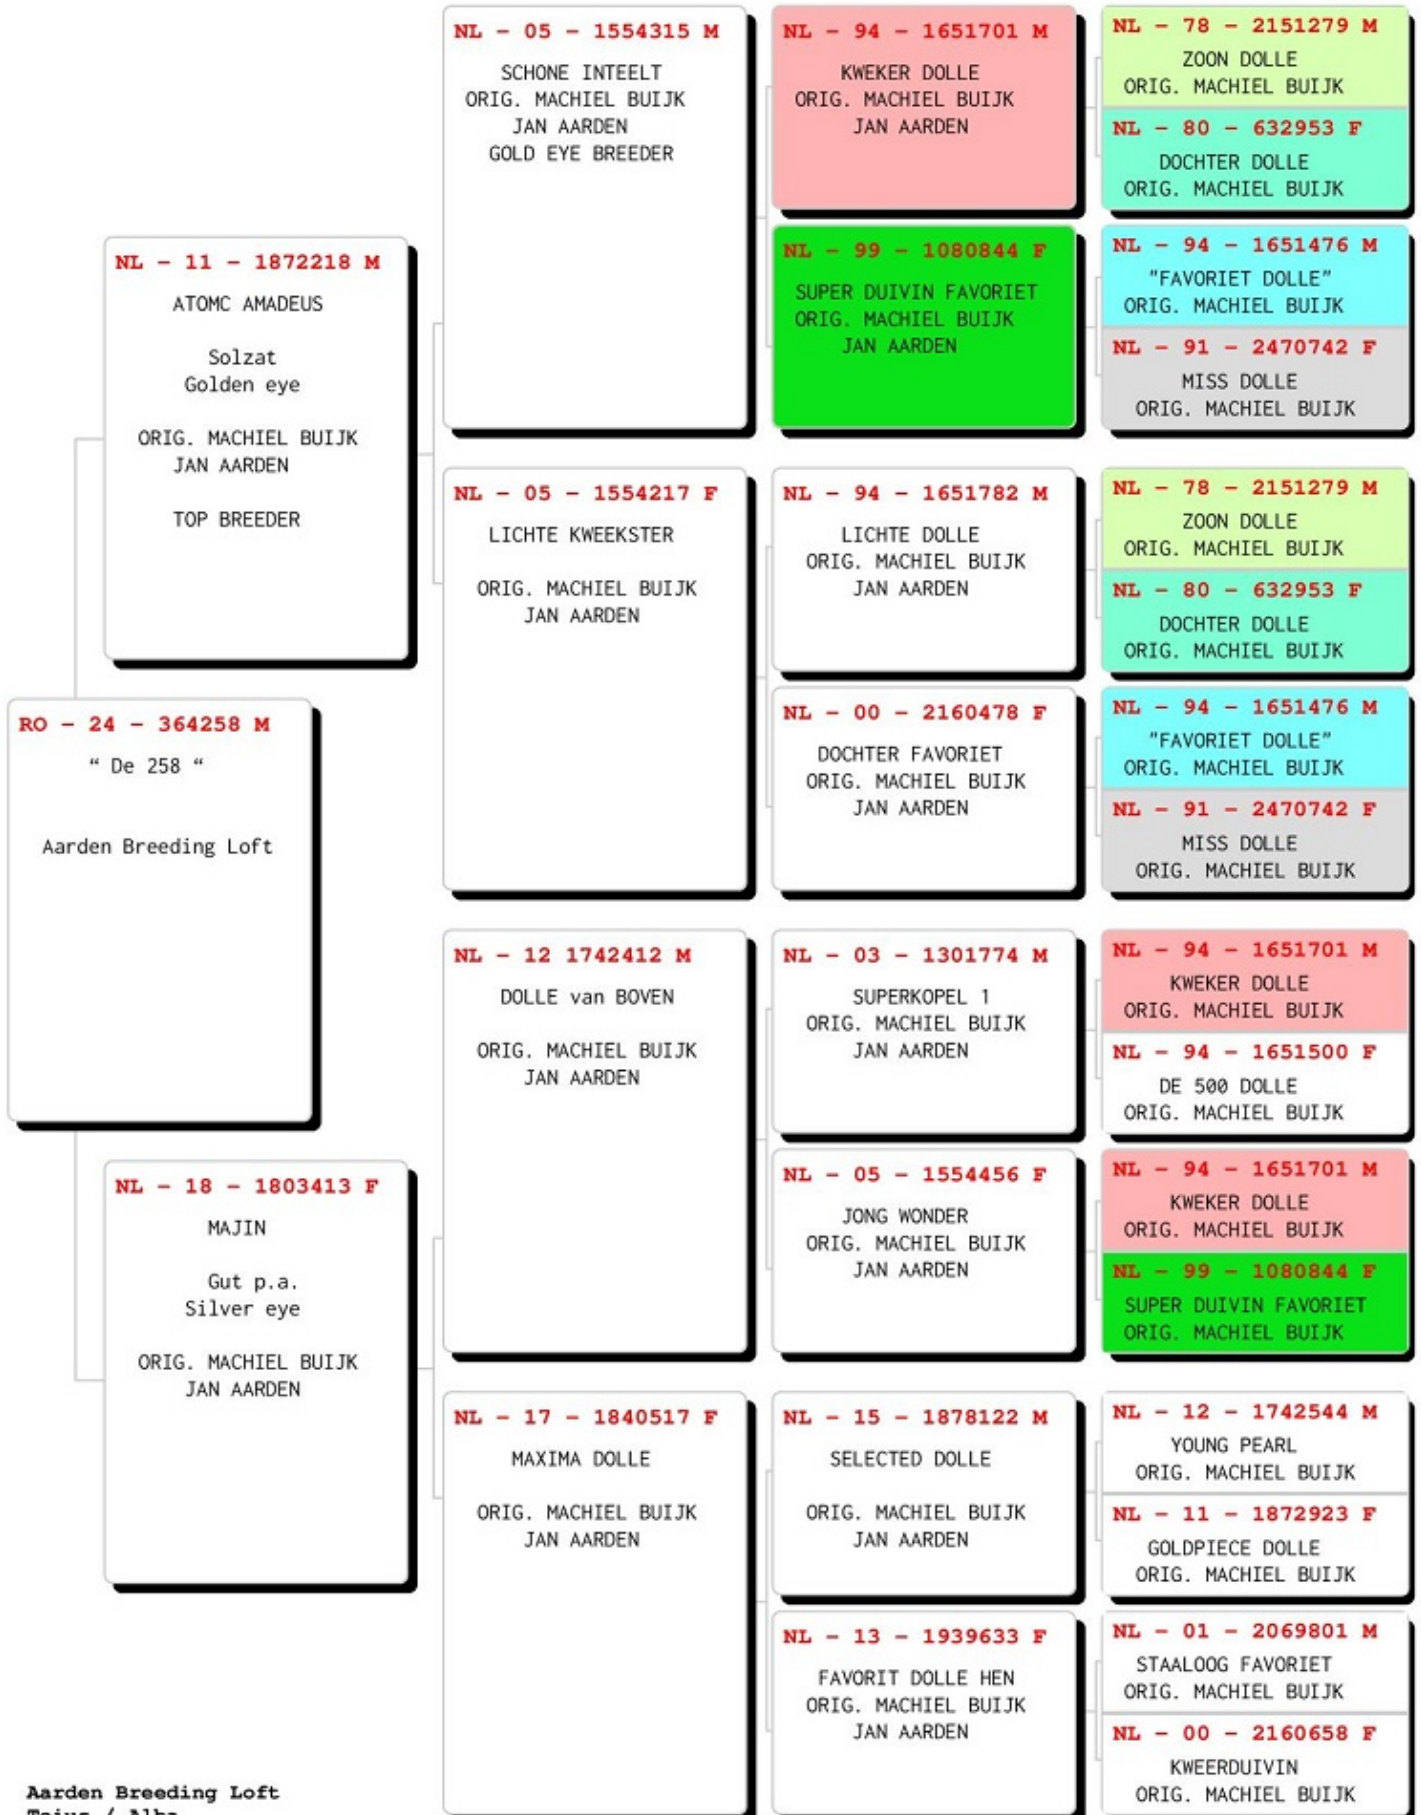 NL - 05 - 1554315 M
SCHONE INTEELT
ORIG. MACHIEL BUIJK
JAN AARDEN
GOLD EYE BREEDER
NL - 94 - 1651701 M
KWEKER DOLLE
ORIG. MACHIEL BUIJK
JAN AARDEN
NL - 78 - 2151279 M
ZOON DOLLE
ORIG. MACHIEL BUIJK
NL - 80 - 632953 F
DOCHTER DOLLE
ORIG. MACHIEL BUIJK
NL - 99 - 1080844 F
SUPER DUIVIN FAVORIET
ORIG. MACHIEL BUIJK
JAN AARDEN
NL - 94 - 1651476 M
"FAVORIET DOLLE"
ORIG. MACHIEL BUIJK
NL - 91 - 2470742 F
MISS DOLLE
ORIG. MACHIEL BUIJK
NL - 11 - 1872218 M
ATOMC AMADEUS
Solzat
Golden eye
ORIG. MACHIEL BUIJK
JAN AARDEN
TOP BREEDER
NL - 05 - 1554217 F
LICHTE KWEEKSTER
ORIG. MACHIEL BUIJK
JAN AARDEN
NL - 94 - 1651782 M
LICHTE DOLLE
ORIG. MACHIEL BUIJK
JAN AARDEN
NL - 78 - 2151279 M
ZOON DOLLE
ORIG. MACHIEL BUIJK
NL - 80 - 632953 F
DOCHTER DOLLE
ORIG. MACHIEL BUIJK
NL - 00 - 2160478 F
DOCHTER FAVORIET
ORIG. MACHIEL BUIJK
JAN AARDEN
NL - 94 - 1651476 M
"FAVORIET DOLLE"
ORIG. MACHIEL BUIJK
NL - 91 - 2470742 F
MISS DOLLE
ORIG. MACHIEL BUIJK
RO - 24 - 364258 M
“ De 258 “
Aarden Breeding Loft
NL - 12 1742412 M
DOLLE van BOVEN
ORIG. MACHIEL BUIJK
JAN AARDEN
NL - 03 - 1301774 M
SUPERKOPEL 1
ORIG. MACHIEL BUIJK
JAN AARDEN
NL - 94 - 1651701 M
KWEKER DOLLE
ORIG. MACHIEL BUIJK
NL - 94 - 1651500 F
DE 500 DOLLE
ORIG. MACHIEL BUIJK
NL - 05 - 1554456 F
JONG WONDER
ORIG. MACHIEL BUIJK
JAN AARDEN
NL - 94 - 1651701 M
KWEKER DOLLE
ORIG. MACHIEL BUIJK
NL - 99 - 1080844 F
SUPER DUIVIN FAVORIET
ORIG. MACHIEL BUIJK
NL - 18 - 1803413 F
MAJIN
Gut p.a.
Silver eye
ORIG. MACHIEL BUIJK
JAN AARDEN
NL - 17 - 1840517 F
MAXIMA DOLLE
ORIG. MACHIEL BUIJK
JAN AARDEN
NL - 15 - 1878122 M
SELECTED DOLLE
ORIG. MACHIEL BUIJK
JAN AARDEN
NL - 12 - 1742544 M
YOUNG PEARL
ORIG. MACHIEL BUIJK
NL - 11 - 1872923 F
GOLDPIECE DOLLE
ORIG. MACHIEL BUIJK
NL - 13 - 1939633 F
FAVORIT DOLLE HEN
ORIG. MACHIEL BUIJK
JAN AARDEN
NL - 01 - 2069801 M
STAALOOG FAVORIET
ORIG. MACHIEL BUIJK
NL - 00 - 2160658 F
KWEERDUIVIN
ORIG. MACHIEL BUIJK
Aarden Breeding Loft